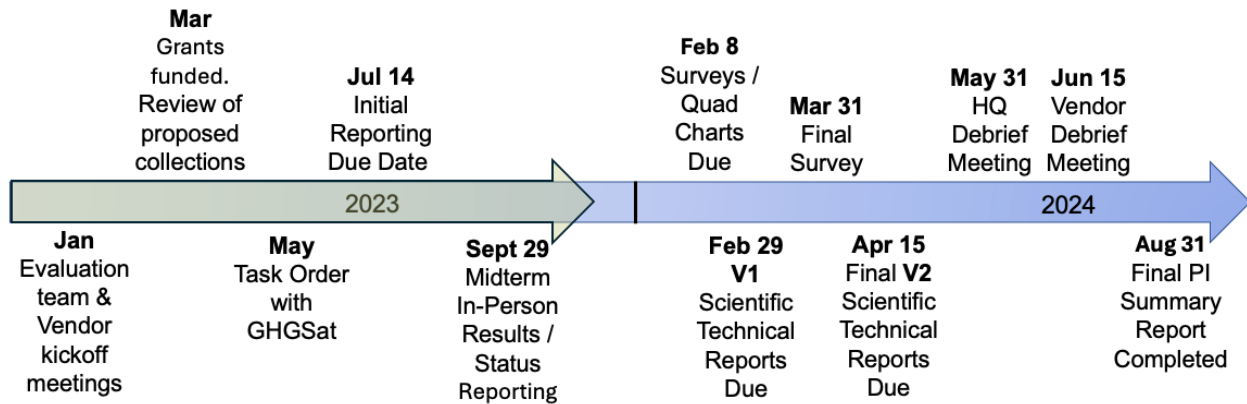 Mar
Grants
funded.
Review of
proposed
collections
Jul 14
Initial
Reporting
Due Date
Feb 8
Surveys /
Quad
Charts
Due
Mar 31
Final
Survey
May 31
HQ
Debrief
Meeting
Jun 15
Vendor
Debrief
Meeting
2023
2024
Jan
Evaluation
team &
Vendor
kickoff
meetings
May
Task Order
with
GHGSat
Sept 29
Midterm
In-Person
Results /
Status
Reporting
Feb 29
V1
Scientific
Technical
Reports
Due
Apr 15
Final V2
Scientific
Technical
Reports
Due
Aug 31
Final PI
Summary
Report
Completed